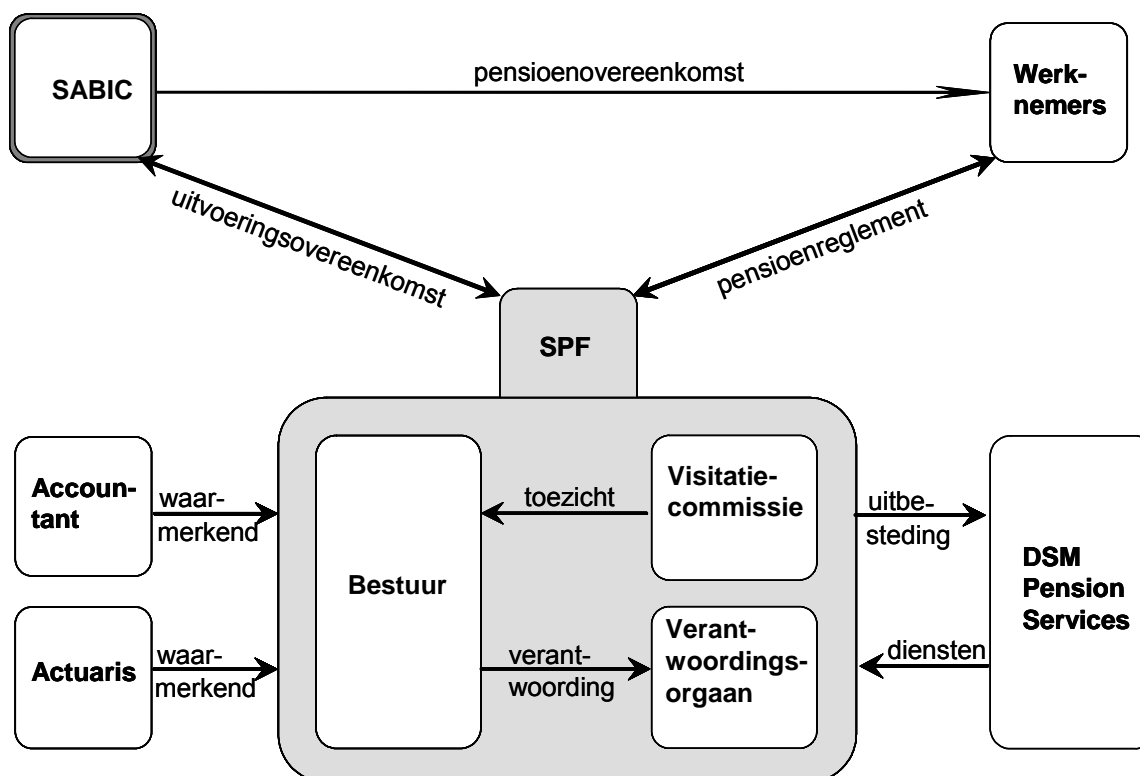 SABIC
pensioenovereenkomst
Werk-
nemers
uitvoeringsovereenkomst
pensioenreglement
SPF
Accoun-
tant
waar-
merkend
Bestuur
toezicht
Visitatie-
commissie
uitbe-
steding
DSM
Pension
Services
Actuaris
waar-
merkend
verant-
woording
Verant-
woordings-
orgaan
diensten